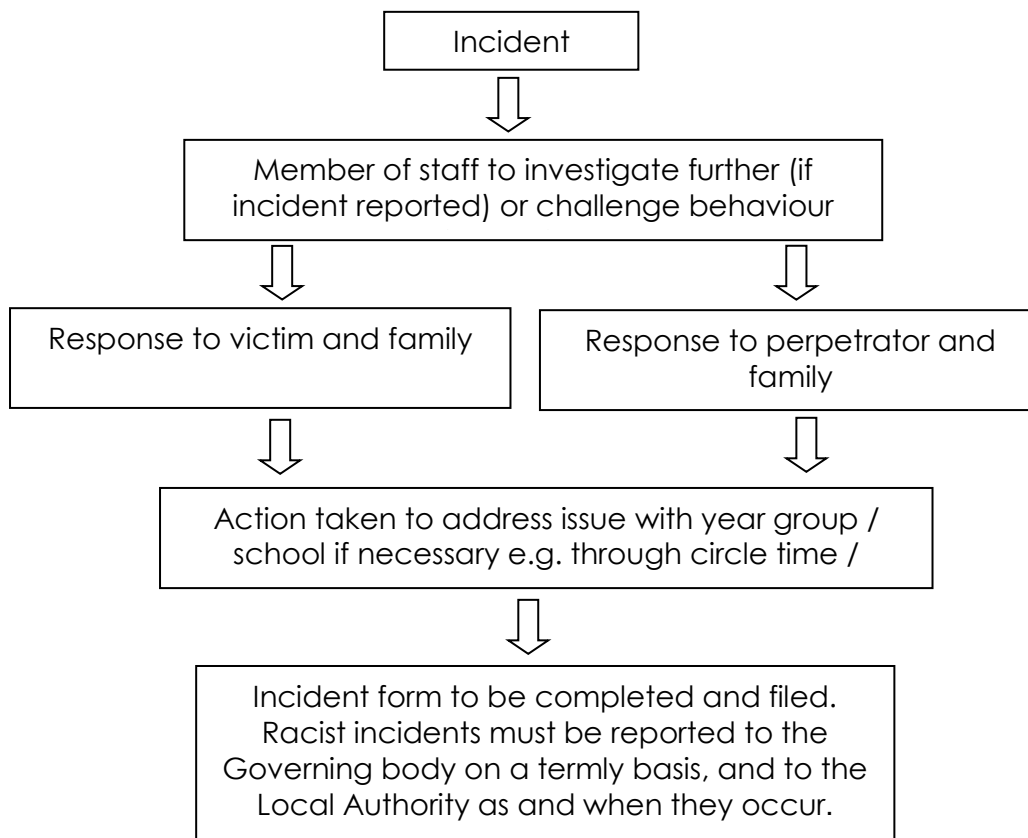 Incident
Member of staff to investigate further (if
incident reported) or challenge behaviour
Response to victim and family
Response to perpetrator and
family
Action taken to address issue with year group /
school if necessary e.g. through circle time /
Incident form to be completed and filed.
Racist incidents must be reported to the
Governing body on a termly basis, and to the
Local Authority as and when they occur.